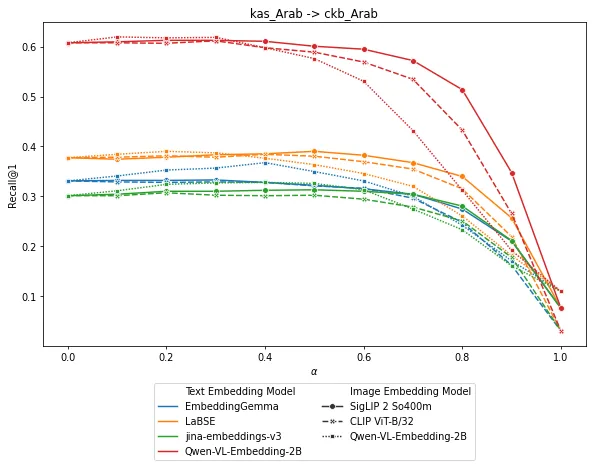 kas_Arab -> ckb_Arab
Recall@1
0.6
0.5
0.4
0.3
0.2
0.1
0.0 0.2 0.4 0.6 0.8 1.0
α
Text Embedding Model Image Embedding Model
EmbeddingGemma SigLIP 2 So400m
LaBSE CLIP ViT-B/32
jina-embeddings-v3 Qwen-VL-Embedding-2B
Qwen-VL-Embedding-2B